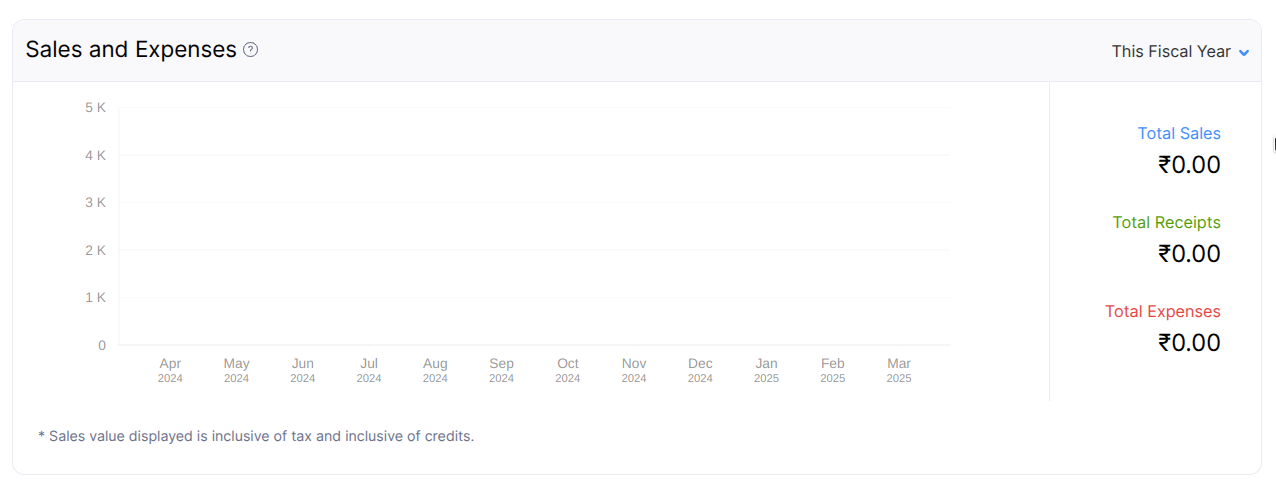 Sales and Expenses ?
This Fiscal Year
5 K
4 K
3 K
2 K
1 K
0
Apr May Jun Jul Aug Sep Oct Nov Dec Jan Feb Mar
2024 2024 2024 2024 2024 2024 2024 2024 2024 2025 2025 2025
Total Sales
₹0.00
Total Receipts
₹0.00
Total Expenses
₹0.00
* Sales value displayed is inclusive of tax and inclusive of credits.